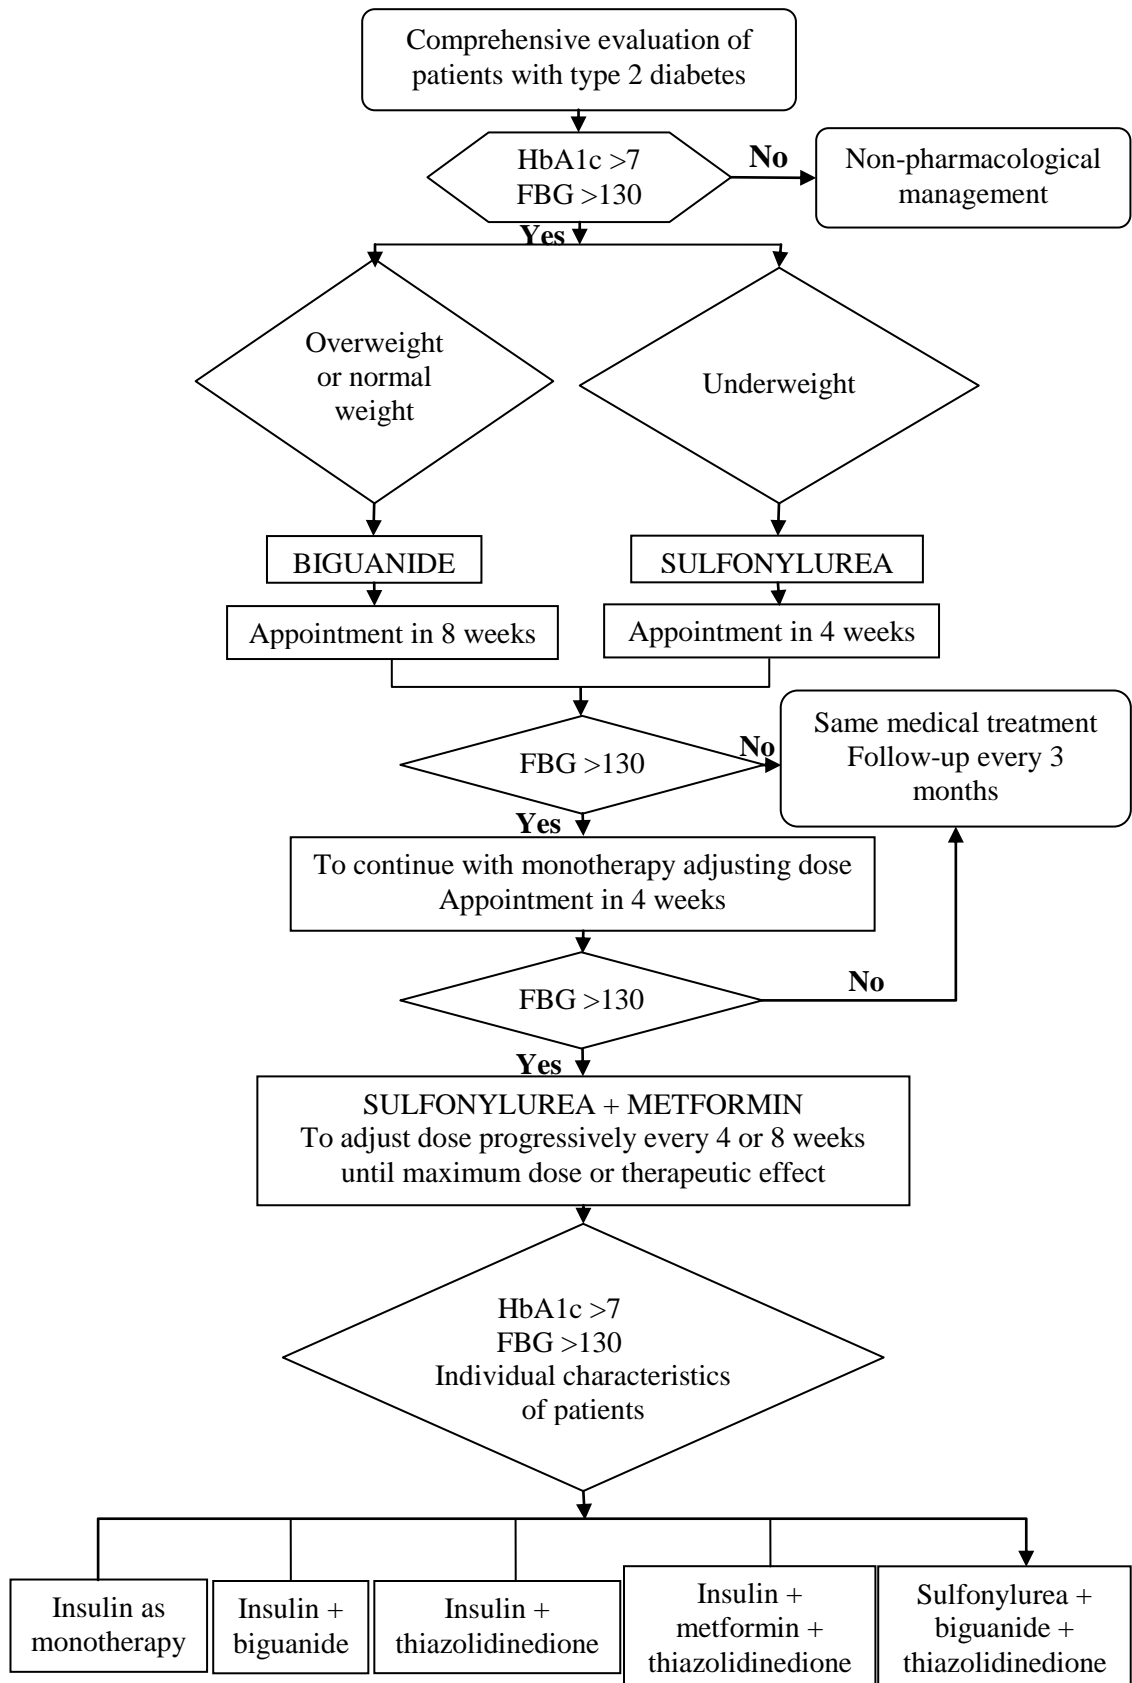 Comprehensive evaluation of
patients with type 2 diabetes
HbA1c >7
FBG >130
No
Non-pharmacological
management
Yes
Overweight
or normal
weight
Underweight
BIGUANIDE
SULFONYLUREA
Appointment in 8 weeks
Appointment in 4 weeks
FBG >130
No
Same medical treatment
Follow-up every 3
months
Yes
To continue with monotherapy adjusting dose
Appointment in 4 weeks
FBG >130
No
Yes
SULFONYLUREA + METFORMIN
To adjust dose progressively every 4 or 8 weeks
until maximum dose or therapeutic effect
HbA1c >7
FBG >130
Individual characteristics
of patients
Insulin as
monotherapy
Insulin +
biguanide
Insulin +
thiazolidinedione
Insulin +
metformin +
thiazolidinedione
Sulfonylurea +
biguanide +
thiazolidinedione